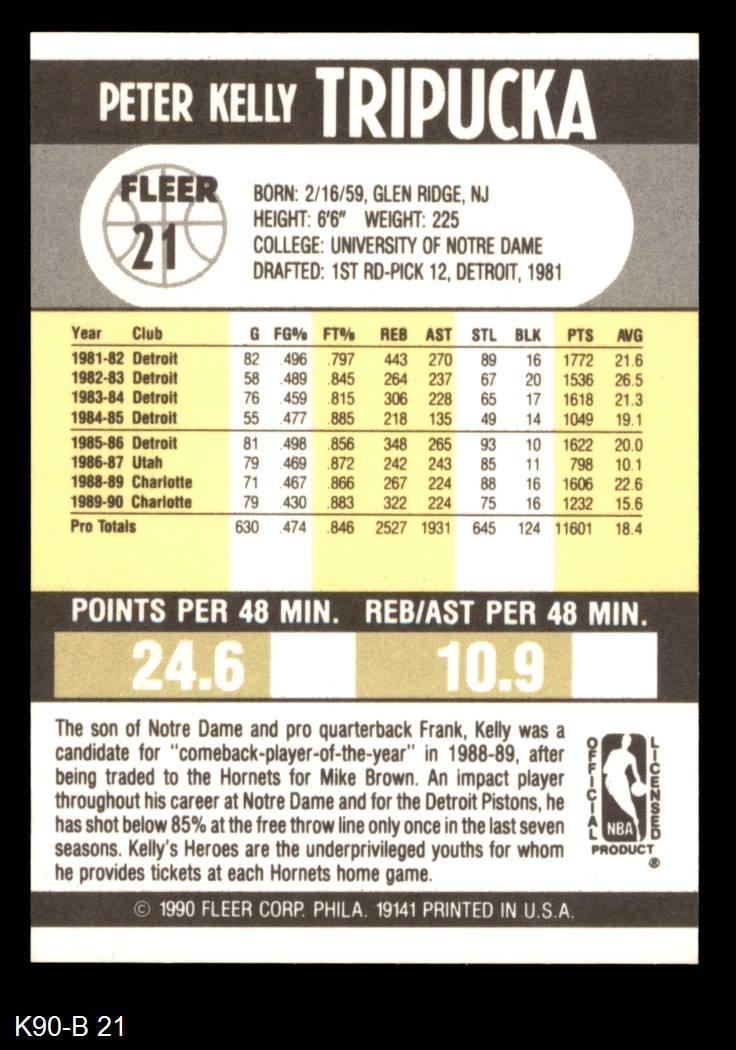 PETER KELLY TRIPUCKA
FLEER
21
BORN: 2/16/59, GLEN RIDGE, NJ
HEIGHT: 6'6" WEIGHT: 225
COLLEGE: UNIVERSITY OF NOTRE DAME
DRAFTED: 1ST RD-PICK 12, DETROIT, 1981
Year Club G FG% FT% REB AST STL BLK PTS AVG
1981-82 Detroit 82 .496 .797 443 270 89 16 1772 21.6
1982-83 Detroit 58 .489 .845 264 237 67 20 1536 26.5
1983-84 Detroit 76 .459 .815 306 228 65 17 1618 21.3
1984-85 Detroit 55 .477 .885 218 135 49 14 1049 19.1
1985-86 Detroit 81 .498 .856 348 265 93 10 1622 20.0
1986-87 Utah 79 .469 .872 242 243 85 11 798 10.1
1988-89 Charlotte 71 .467 .866 267 224 88 16 1606 22.6
1989-90 Charlotte 79 .430 .883 322 224 75 16 1232 15.6
Pro Totals 630 .474 .846 2527 1931 645 124 11601 18.4
POINTS PER 48 MIN. REB/AST PER 48 MIN.
24.6 10.9
The son of Notre Dame and pro quarterback Frank, Kelly was a
candidate for "comeback-player-of-the-year" in 1988-89, after
being traded to the Hornets for Mike Brown. An impact player
throughout his career at Notre Dame and for the Detroit Pistons, he
has shot below 85% at the free throw line only once in the last seven
seasons. Kelly's Heroes are the underprivileged youths for whom
he provides tickets at each Hornets home game.
OFFICIAL
LICENSED
NBA
PRODUCT
®
© 1990 FLEER CORP. PHILA. 19141 PRINTED IN U.S.A.
K90-B 21